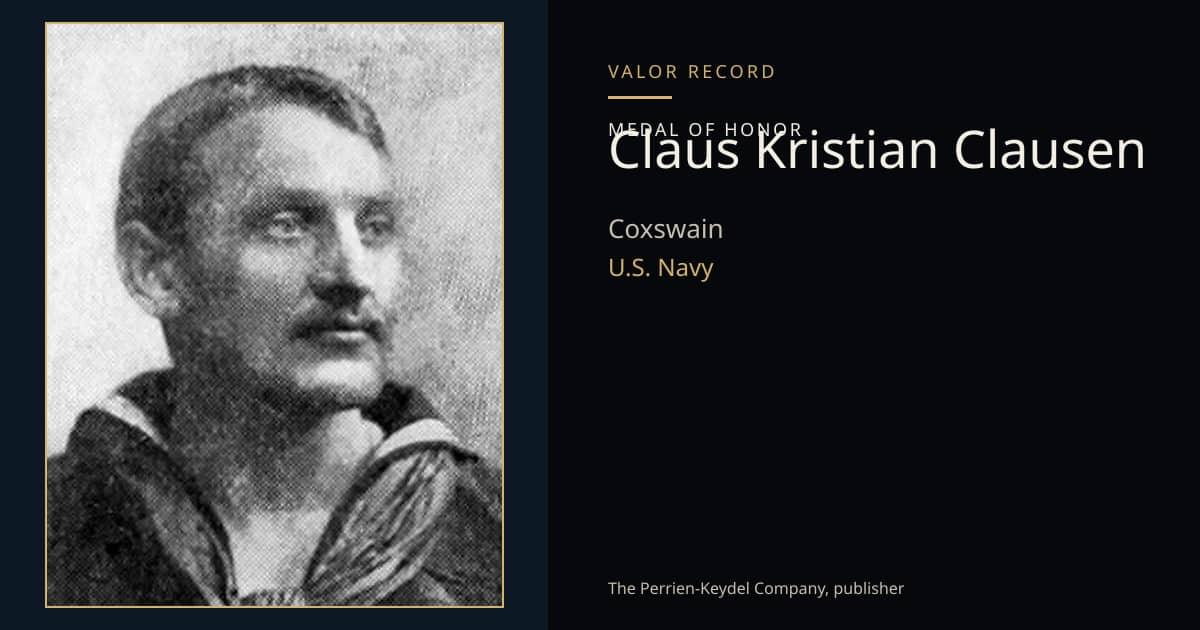 VALOR RECORD
MEDAL OF HONOR
Claus Kristian Clausen
Coxswain
U.S. Navy
The Perrien-Keydel Company, publisher